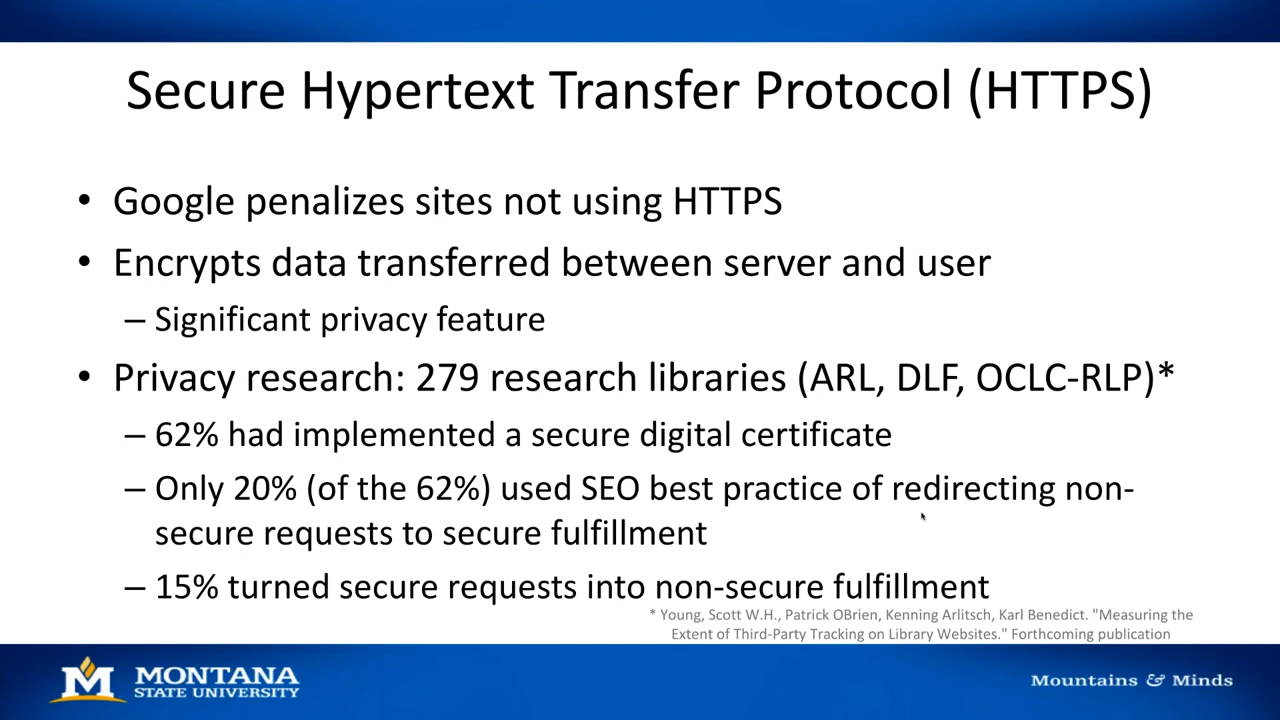 Secure Hypertext Transfer Protocol (HTTPS)
• Google penalizes sites not using HTTPS
• Encrypts data transferred between server and user
– Significant privacy feature
• Privacy research: 279 research libraries (ARL, DLF, OCLC-RLP)*
– 62% had implemented a secure digital certificate
– Only 20% (of the 62%) used SEO best practice of redirecting non-
secure requests to secure fulfillment
– 15% turned secure requests into non-secure fulfillment
* Young, Scott W.H., Patrick OBrien, Kenning Arlitsch, Karl Benedict. "Measuring the
Extent of Third-Party Tracking on Library Websites." Forthcoming publication
M MONTANA
STATE UNIVERSITY
Mountains & Minds